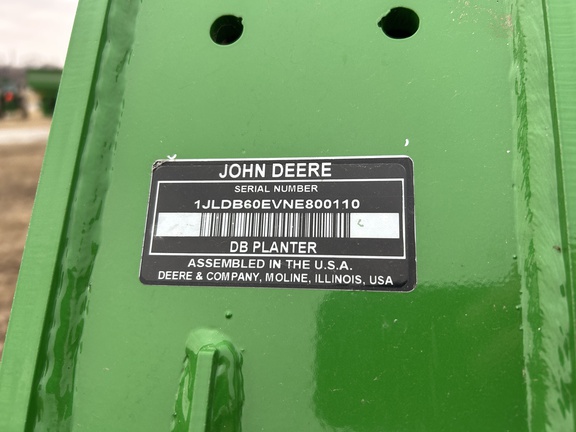 JOHN DEERE
SERIAL NUMBER
1JLDB60EVNE800110
DB PLANTER
ASSEMBLED IN THE U.S.A.
DEERE & COMPANY, MOLINE, ILLINOIS, USA